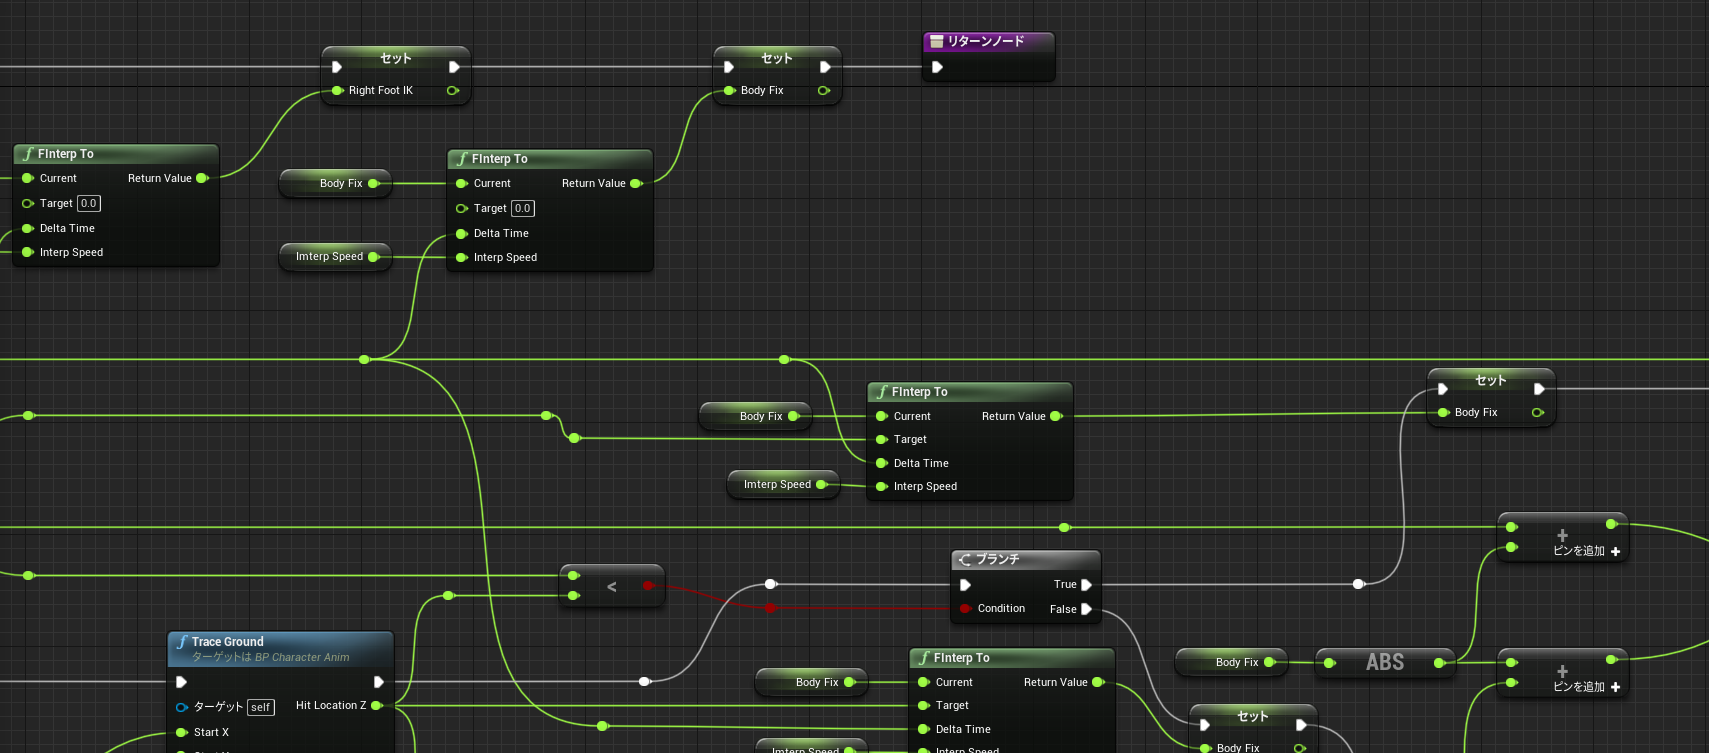 セット
Right Foot IK
セット
Body Fix
リターンノード
FInterp To
Current
Return Value
Target 0.0
Delta Time
Interp Speed
Body Fix
Imterp Speed
FInterp To
Current
Return Value
Target 0.0
Delta Time
Interp Speed
Body Fix
Imterp Speed
FInterp To
Current
Return Value
Target
Delta Time
Interp Speed
セット
Body Fix
+
ピンを追加 +
<
ブランチ
True
Condition
False
Trace Ground
ターゲットは BP Character Anim
ターゲット self
Hit Location Z
Start X
Start Y
Body Fix
Imterp Speed
FInterp To
Current
Return Value
Target
Delta Time
Interp Speed
Body Fix
ABS
+
ピンを追加 +
セット
Body Fix